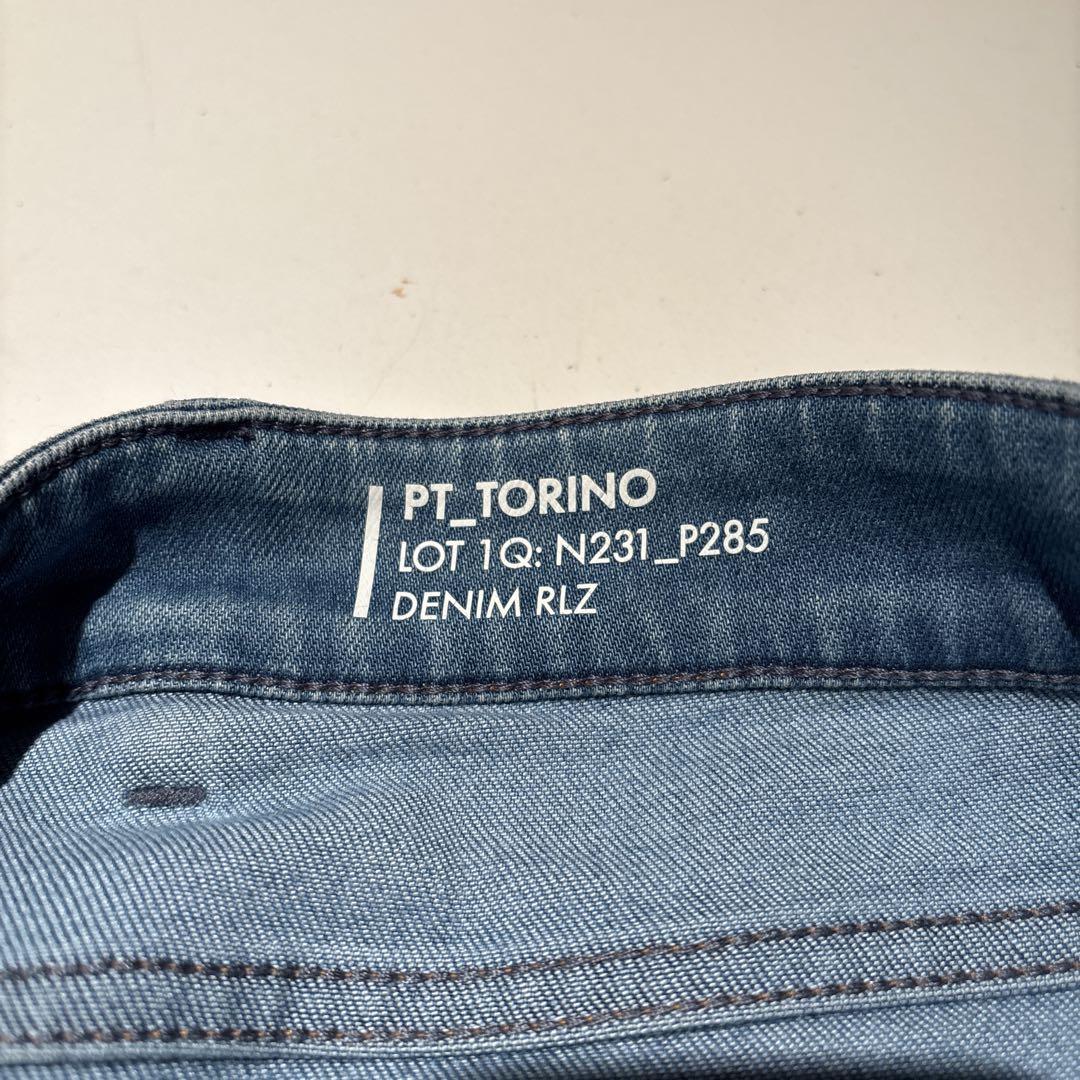 PT_TORINO
LOT 1Q: N231_P285
DENIM RLZ